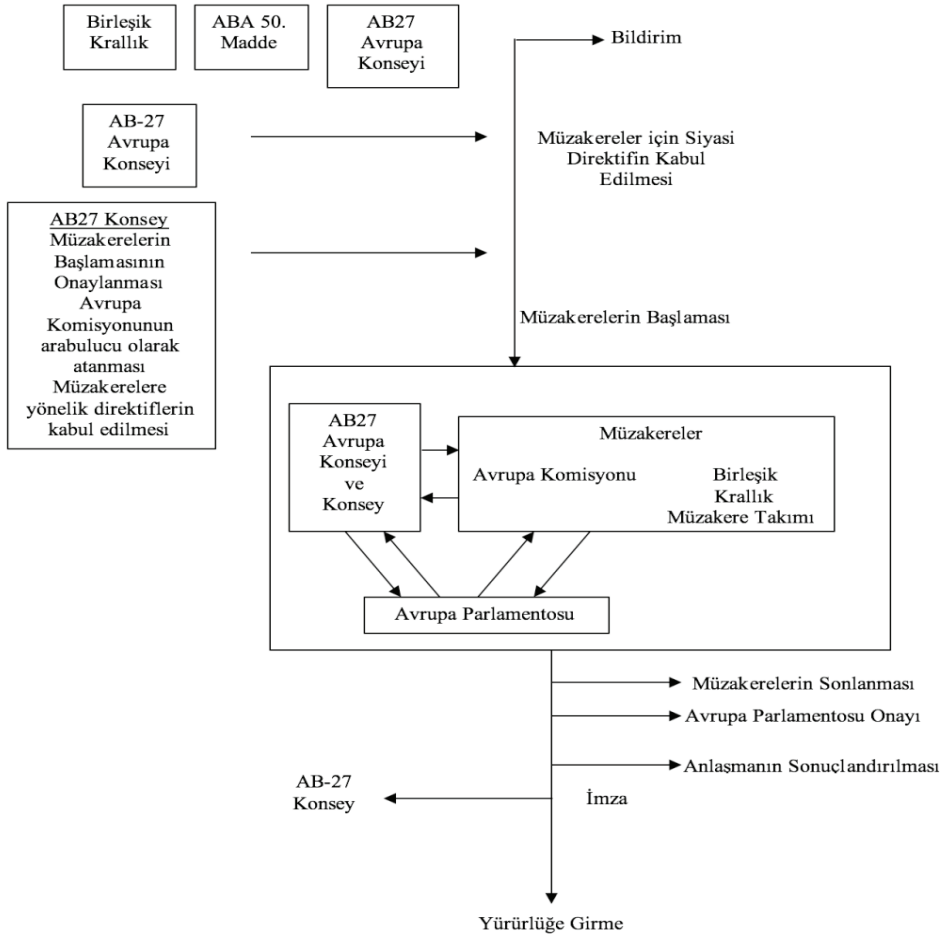 Birleşik
Krallık
ABA 50.
Madde
AB27
Avrupa
Konseyi
Bildirim
AB-27
Avrupa
Konseyi
Müzakereler için Siyasi
Direktifin Kabul
Edilmesi
AB27 Konsey
Müzakerelerin
Başlamasının
Onaylanması
Avrupa
Komisyonunun
arabulucu olarak
atanması
Müzakerelere
yönelik direktiflerin
kabul edilmesi
Müzakerelerin Başlaması
AB27
Avrupa
Konseyi
ve
Konsey
Müzakereler
Avrupa Komisyonu
Birleşik
Krallık
Müzakere Takımı
Avrupa Parlamentosu
Müzakerelerin Sonlanması
Avrupa Parlamentosu Onayı
Anlaşmanın Sonuçlandırılması
AB-27
Konsey
İmza
Yürürlüğe Girme